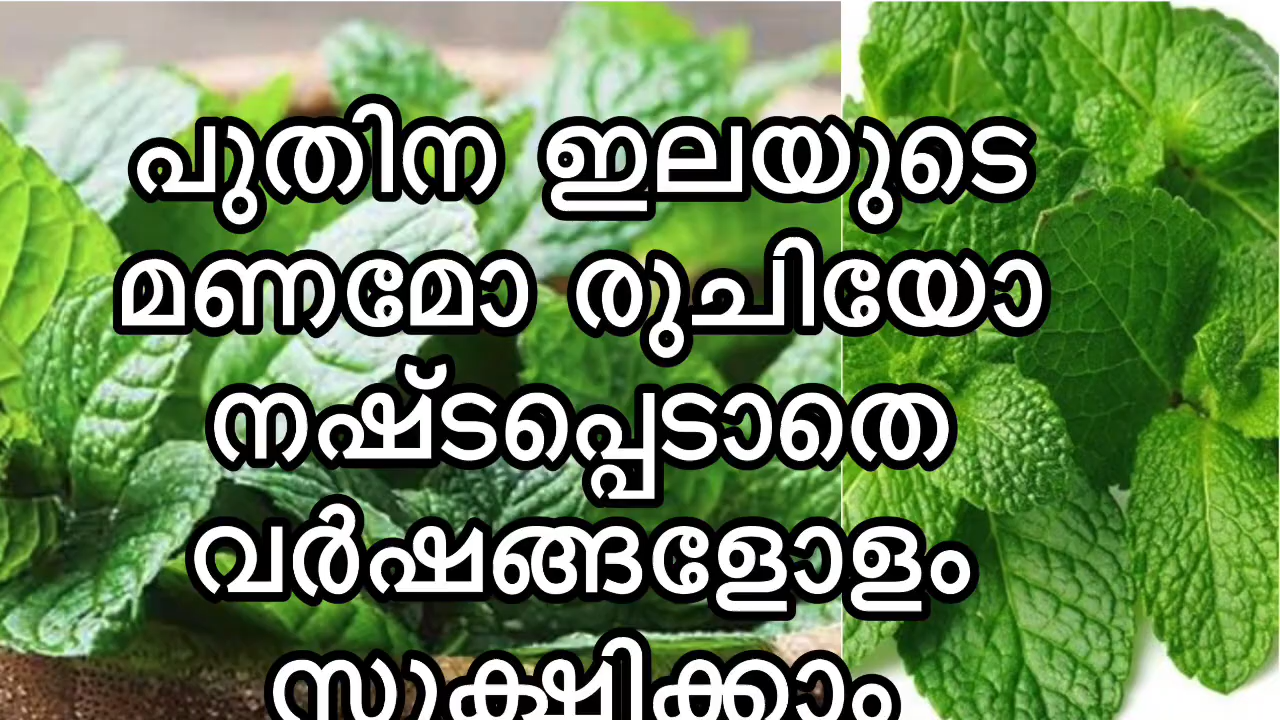 പുതിന ഇലയുടെ
മണമോ രുചിയോ
നഷ്ടപ്പെടാതെ
വർഷങ്ങളോളം
സൂക്ഷിക്കാം